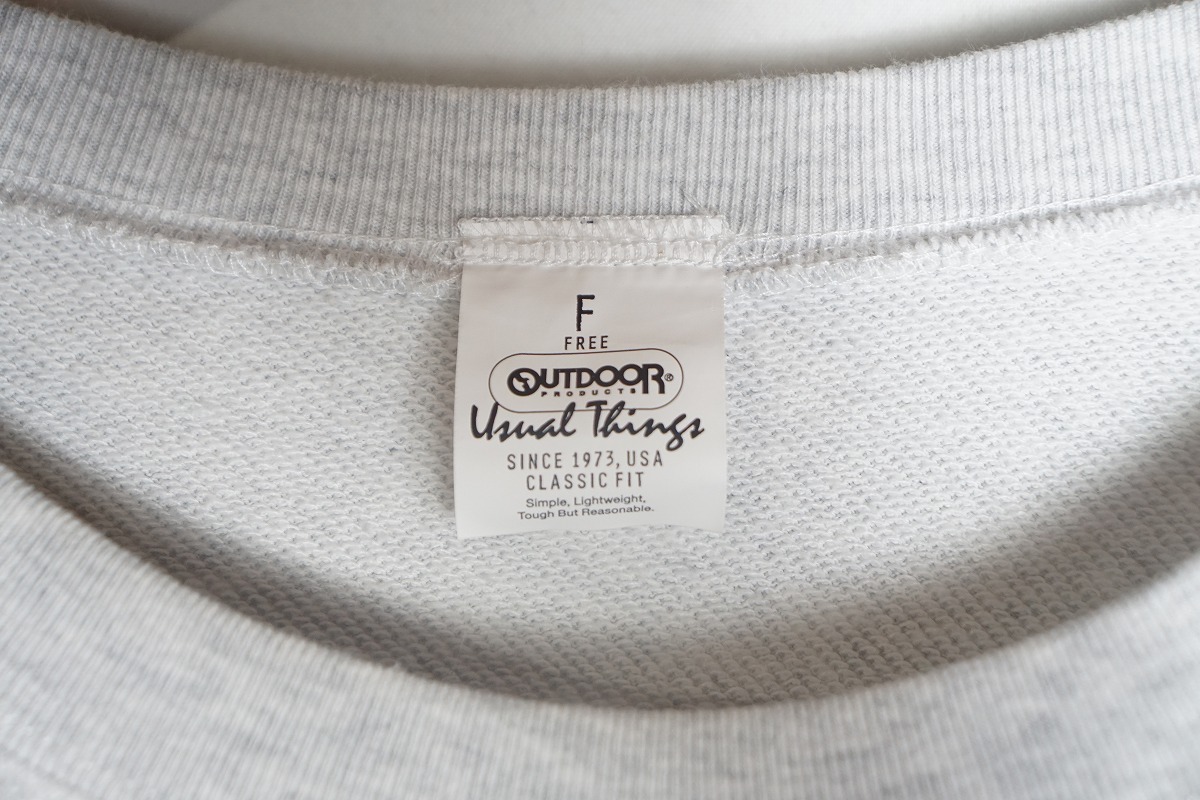 F
FREE
OUTDOOR®
PRODUCTS
Usual Things
SINCE 1973, USA
CLASSIC FIT
Simple, Lightweight,
Tough But Reasonable.